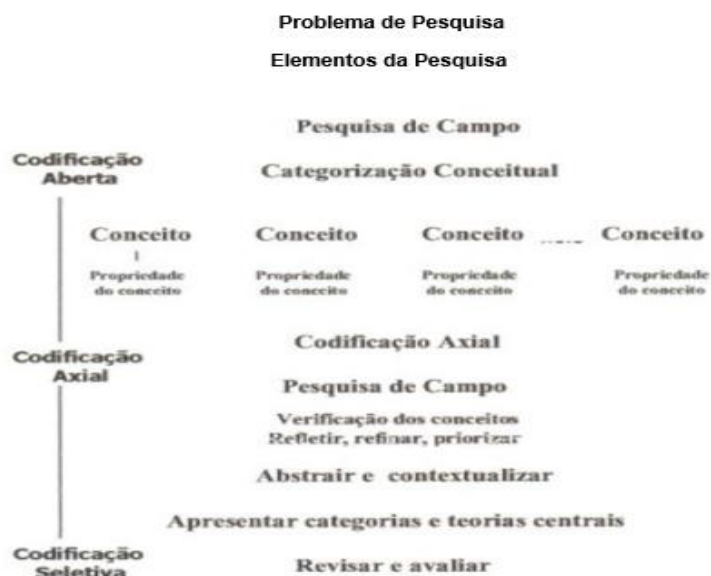 Problema de Pesquisa
Elementos da Pesquisa
Pesquisa de Campo
Codificação
Aberta
Categorização Conceitual
Conceito Conceito Conceito Conceito
Propriedade do conceito Propriedade do conceito Propriedade do conceito Propriedade do conceito
Codificação
Axial
Codificação Axial
Pesquisa de Campo
Verificação dos conceitos
Refletir, refinar, priorizar
Abstrair e contextualizar
Apresentar categorias e teorias centrais
Codificação
Seletiva
Revisar e avaliar